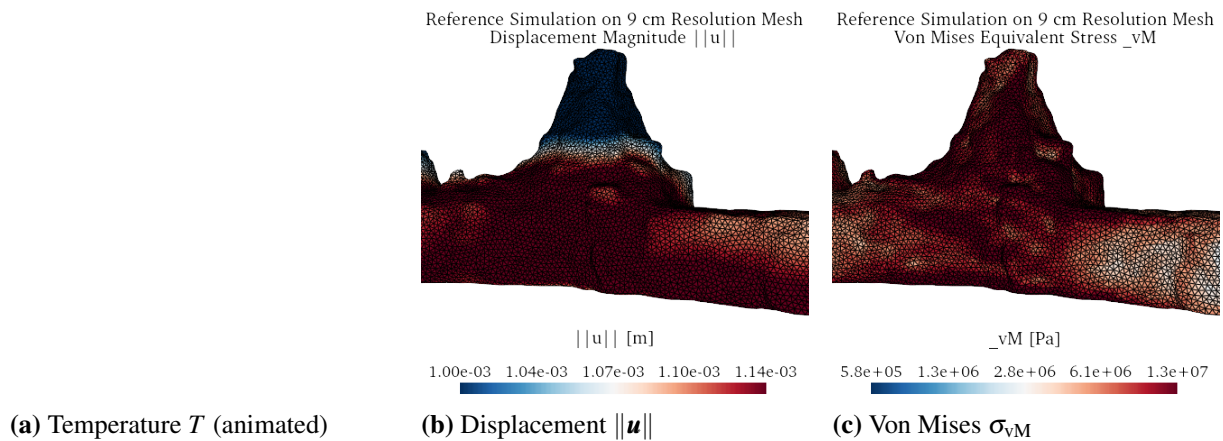 Reference Simulation on 9 cm Resolution Mesh
Displacement Magnitude ||u||
||u|| [m]
1.00e-03 1.04e-03 1.07e-03 1.10e-03 1.14e-03
Reference Simulation on 9 cm Resolution Mesh
Von Mises Equivalent Stress _vM
_vM [Pa]
5.8e+05 1.3e+06 2.8e+06 6.1e+06 1.3e+07
(a) Temperature T (animated)
(b) Displacement ‖u‖
(c) Von Mises σvM